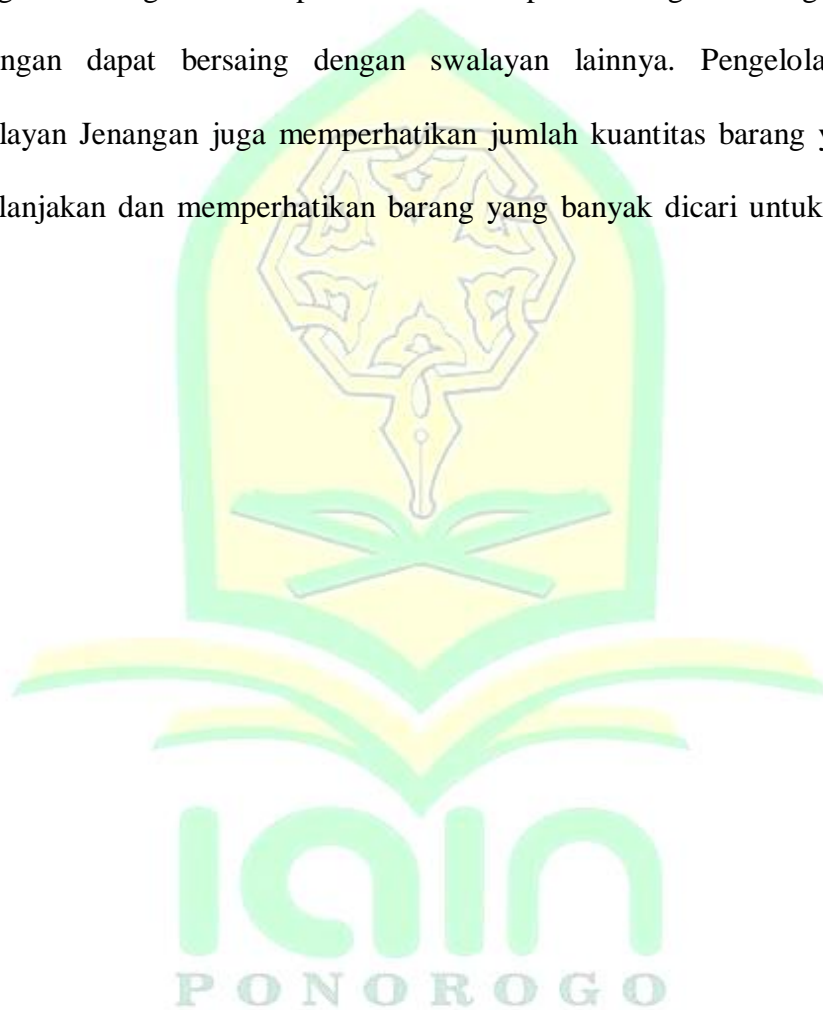 ngan dapat bersaing dengan swalayan lainnya. Pengelola
layan Jenangan juga memperhatikan jumlah kuantitas barang y
lanjakan dan memperhatikan barang yang banyak dicari untuk
iain
PONOROGO